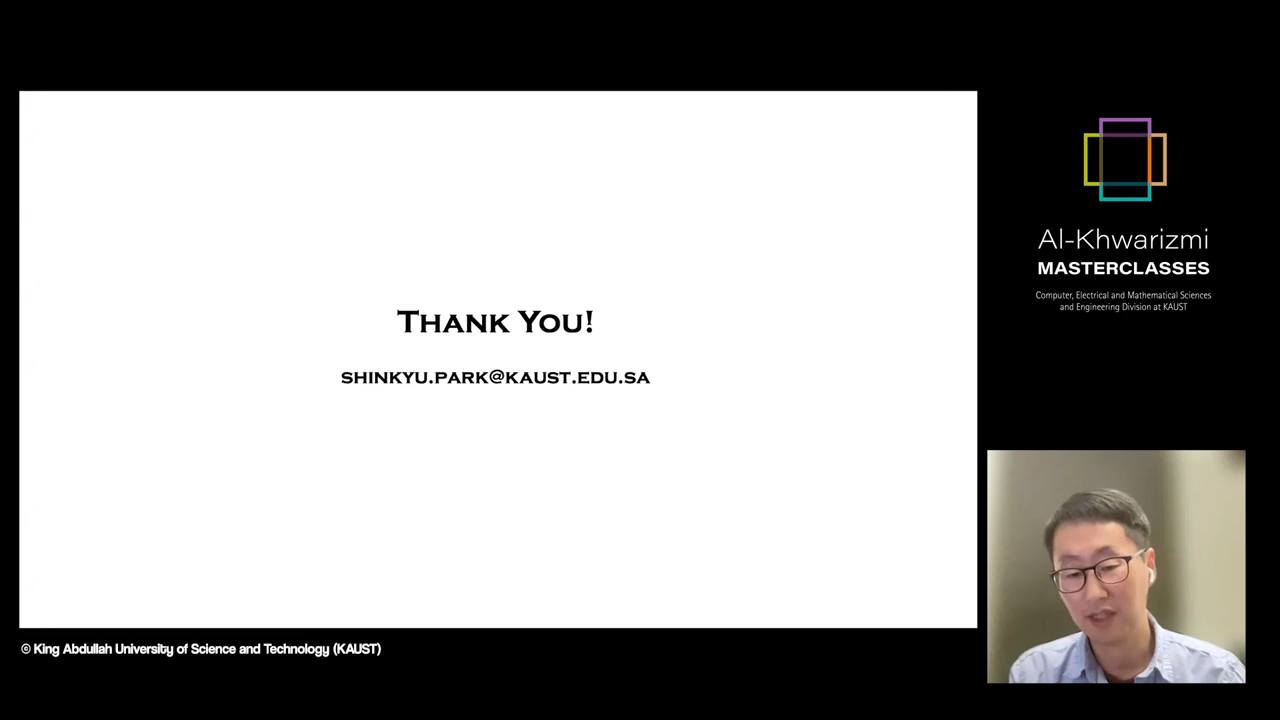 Thank You!
shinkyu.park@kaust.edu.sa
Al-Khwarizmi
MASTERCLASSES
Computer, Electrical and Mathematical Sciences
and Engineering Division at KAUST
© King Abdullah University of Science and Technology (KAUST)